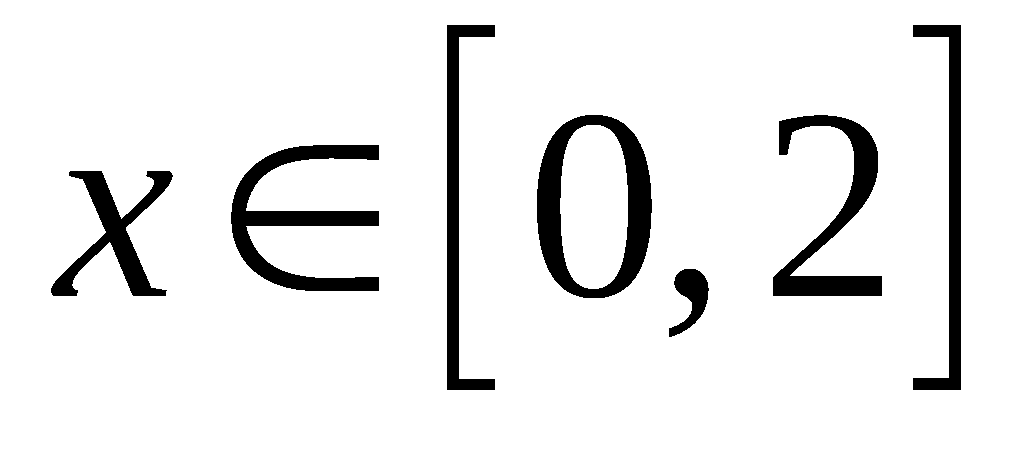 x ∈ [0, 2]